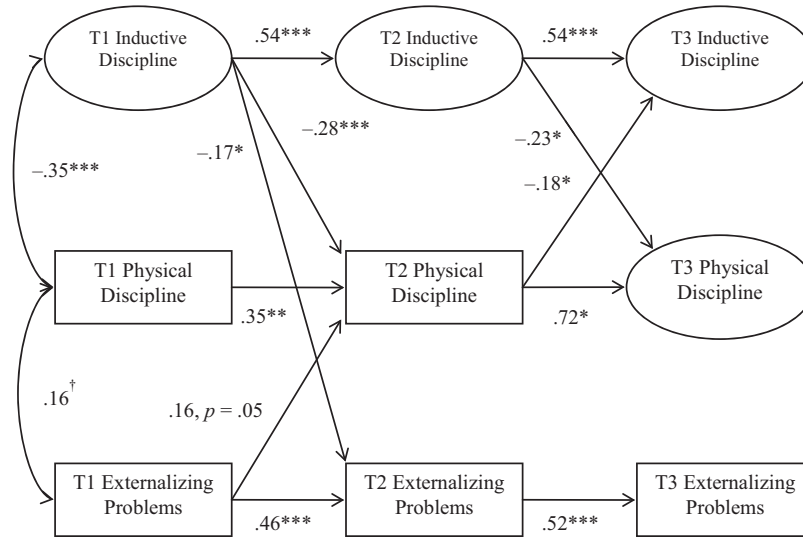 T1 Inductive
Discipline
.54***
T2 Inductive
Discipline
.54***
T3 Inductive
Discipline
–.35***
–.17*
–.28***
–.23*
–.18*
T1 Physical
Discipline
.35**
T2 Physical
Discipline
.72*
T3 Physical
Discipline
.16†
.16, p = .05
T1 Externalizing
Problems
.46***
T2 Externalizing
Problems
.52***
T3 Externalizing
Problems